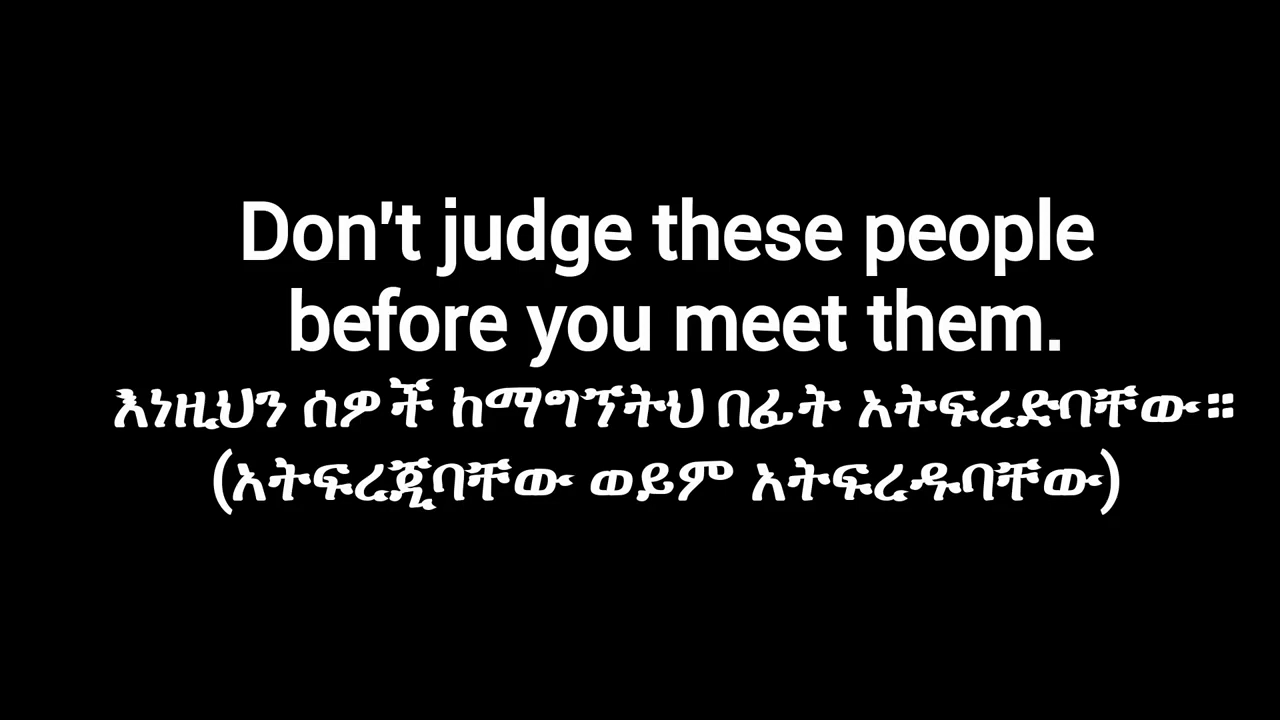 Don't judge these people
before you meet them.
እነዚህን ሰዎች ከማግኘትህ በፊት አትፍረድባቸው።
(አትፍረጂባቸው ወይም አትፍረዱባቸው)